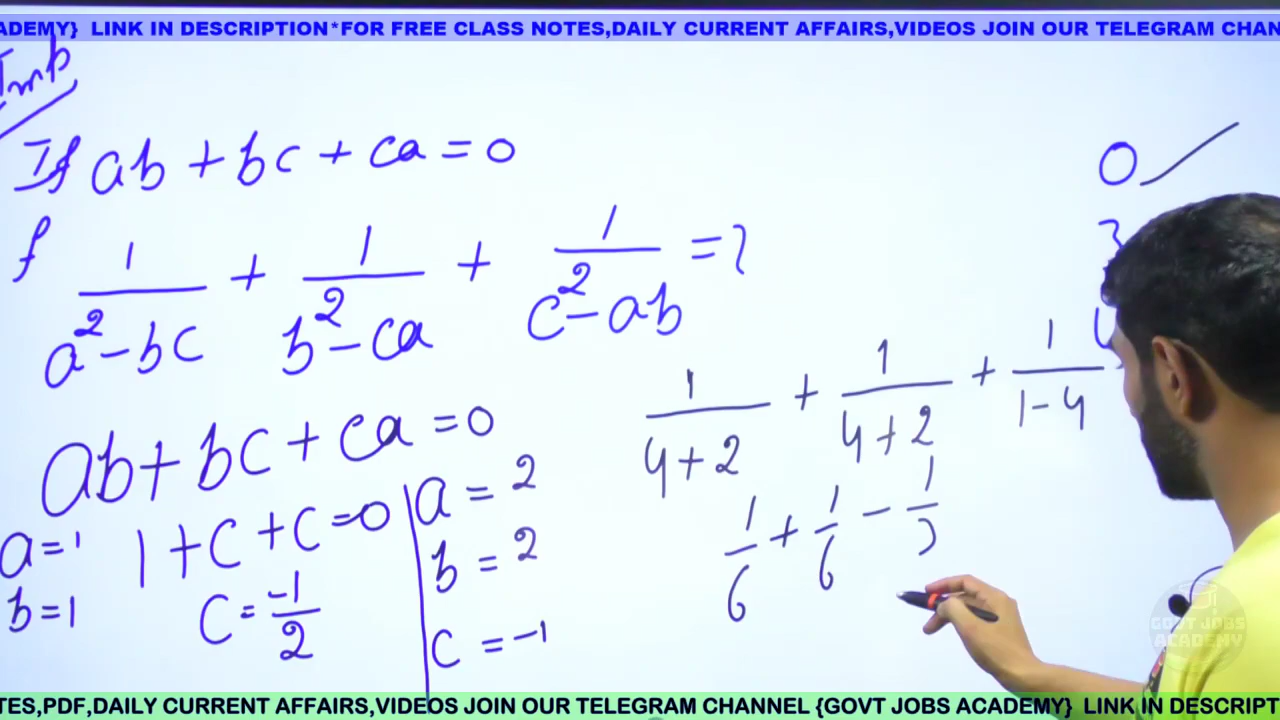 ADEMY} LINK IN DESCRIPTION*FOR FREE CLASS NOTES,DAILY CURRENT AFFAIRS,VIDEOS JOIN OUR TELEGRAM CHAN
Imp
If ab + bc + ca = 0
f 1/(a²-bc) + 1/(b²-ca) + 1/(c²-ab) = ?
0
3
ab + bc + ca = 0
a = 1
b = 1
1 + c + c = 0
c = -1/2
a = 2
b = 2
c = -1
1/(4+2) + 1/(4+2) + 1/(1-4)
1/6 + 1/6 - 1/3
GOVT JOBS
ACADEMY
TES,PDF,DAILY CURRENT AFFAIRS,VIDEOS JOIN OUR TELEGRAM CHANNEL {GOVT JOBS ACADEMY} LINK IN DESCRIPT